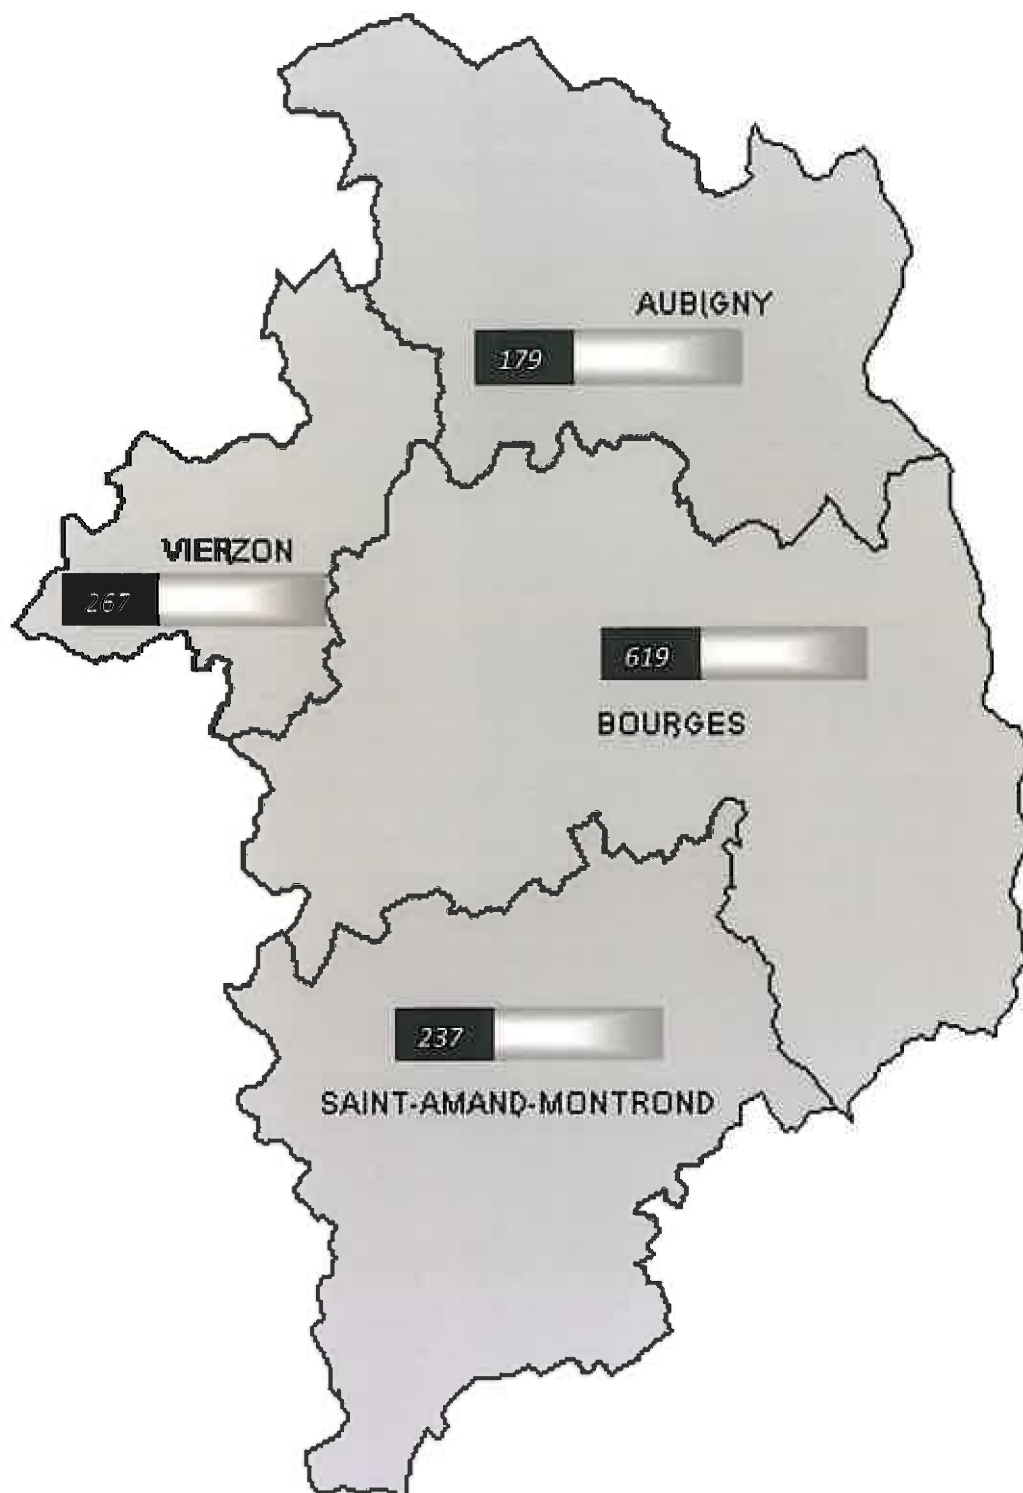 AUBIGNY
179
VIERZON
267
619
BOURGES
237
SAINT-AMAND-MONTROND